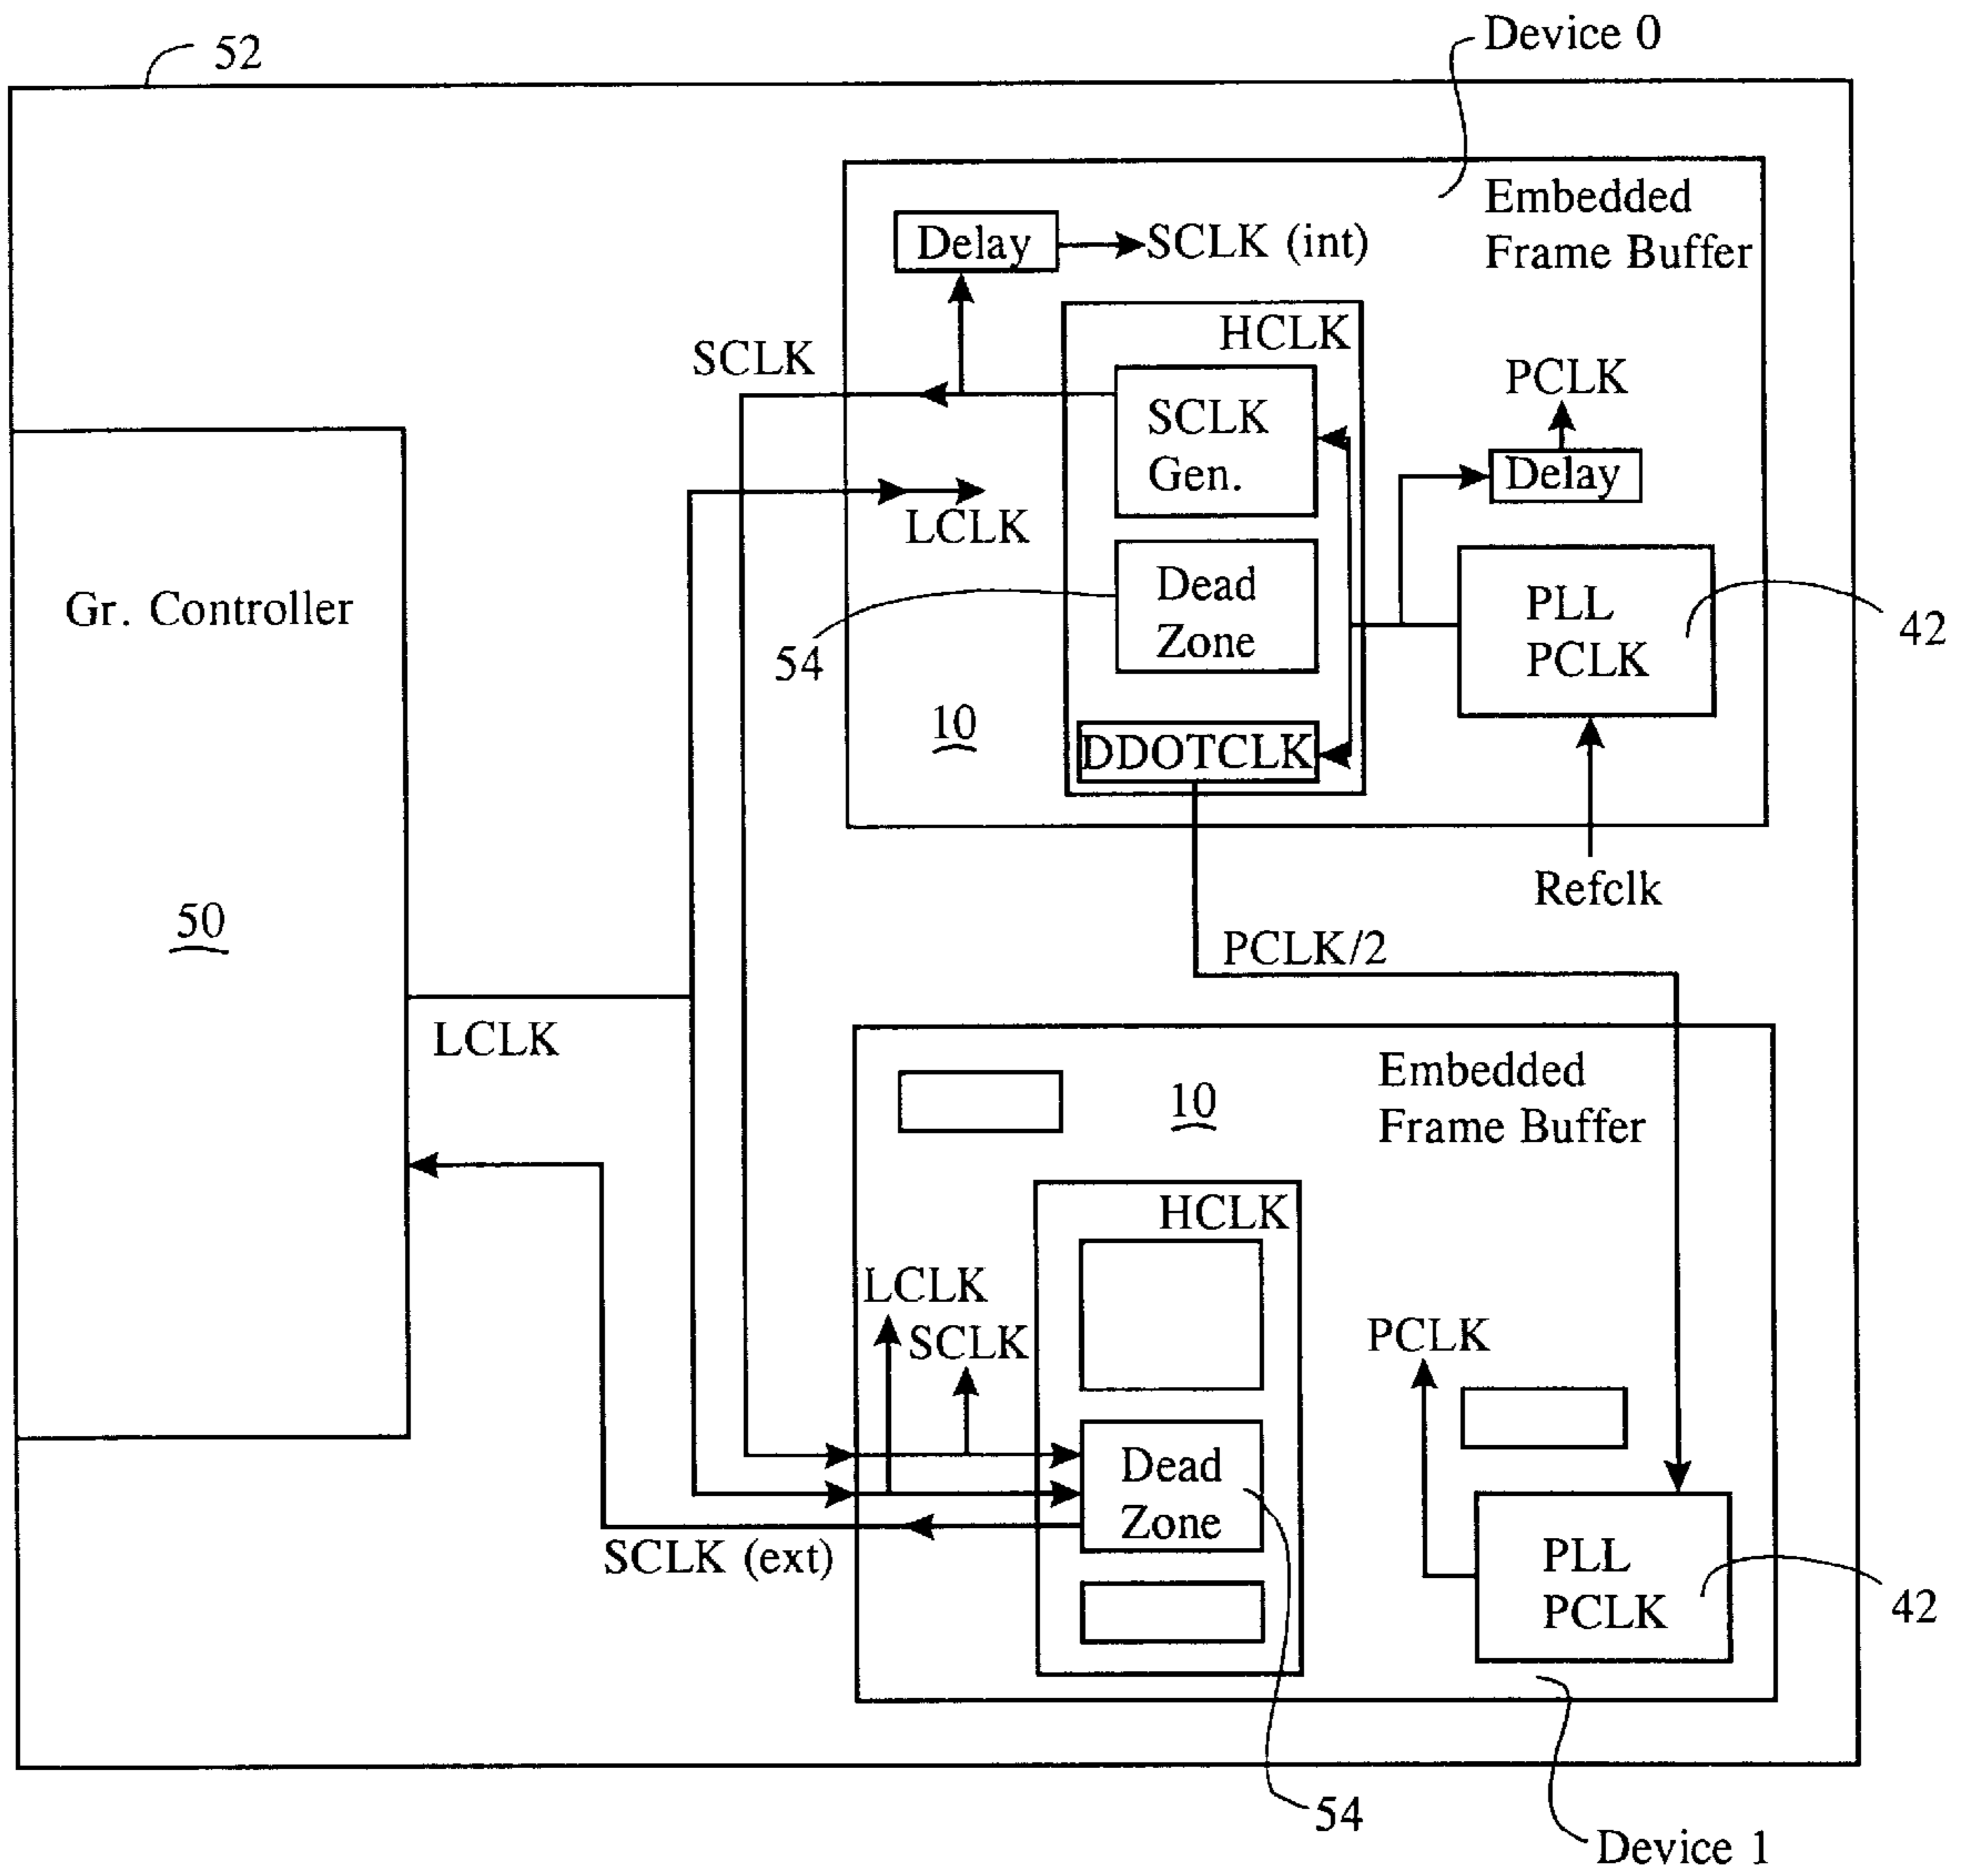 52
Device 0
Embedded
Frame Buffer
Delay
SCLK (int)
HCLK
SCLK
PCLK
SCLK
Gen.
Delay
LCLK
Gr. Controller
Dead
Zone
PLL
PCLK
42
54
10
DDOTCLK
Refclk
50
PCLK/2
LCLK
Embedded
Frame Buffer
10
HCLK
LCLK
SCLK
PCLK
Dead
Zone
SCLK (ext)
PLL
PCLK
42
54
Device 1